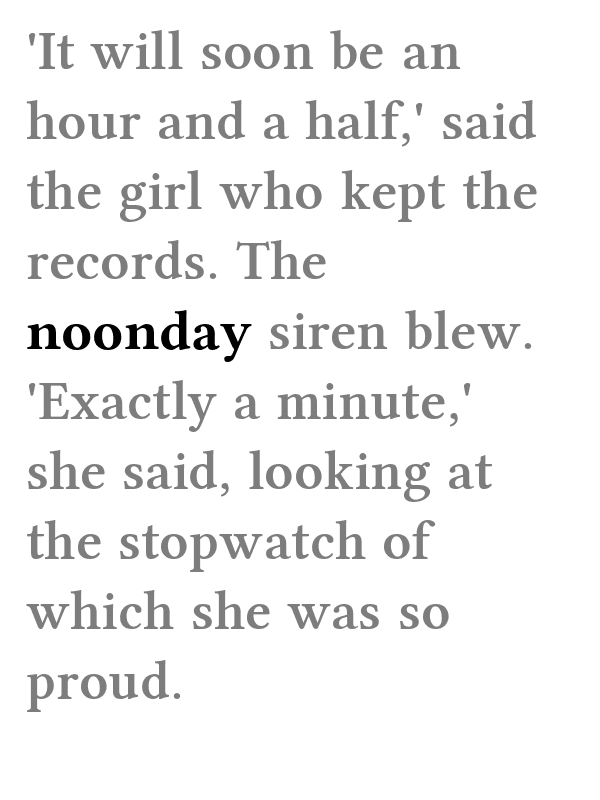 'It will soon be an
hour and a half,' said
the girl who kept the
records. The
noonday siren blew.
'Exactly a minute,'
she said, looking at
the stopwatch of
which she was so
proud.